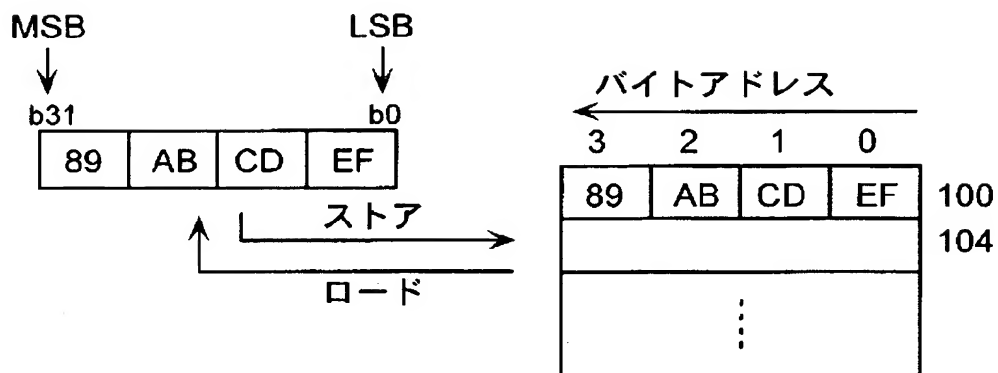 MSB LSB
b31 b0
89 AB CD EF
ストア
ロード
バイトアドレス
3 2 1 0
89 AB CD EF 100
104